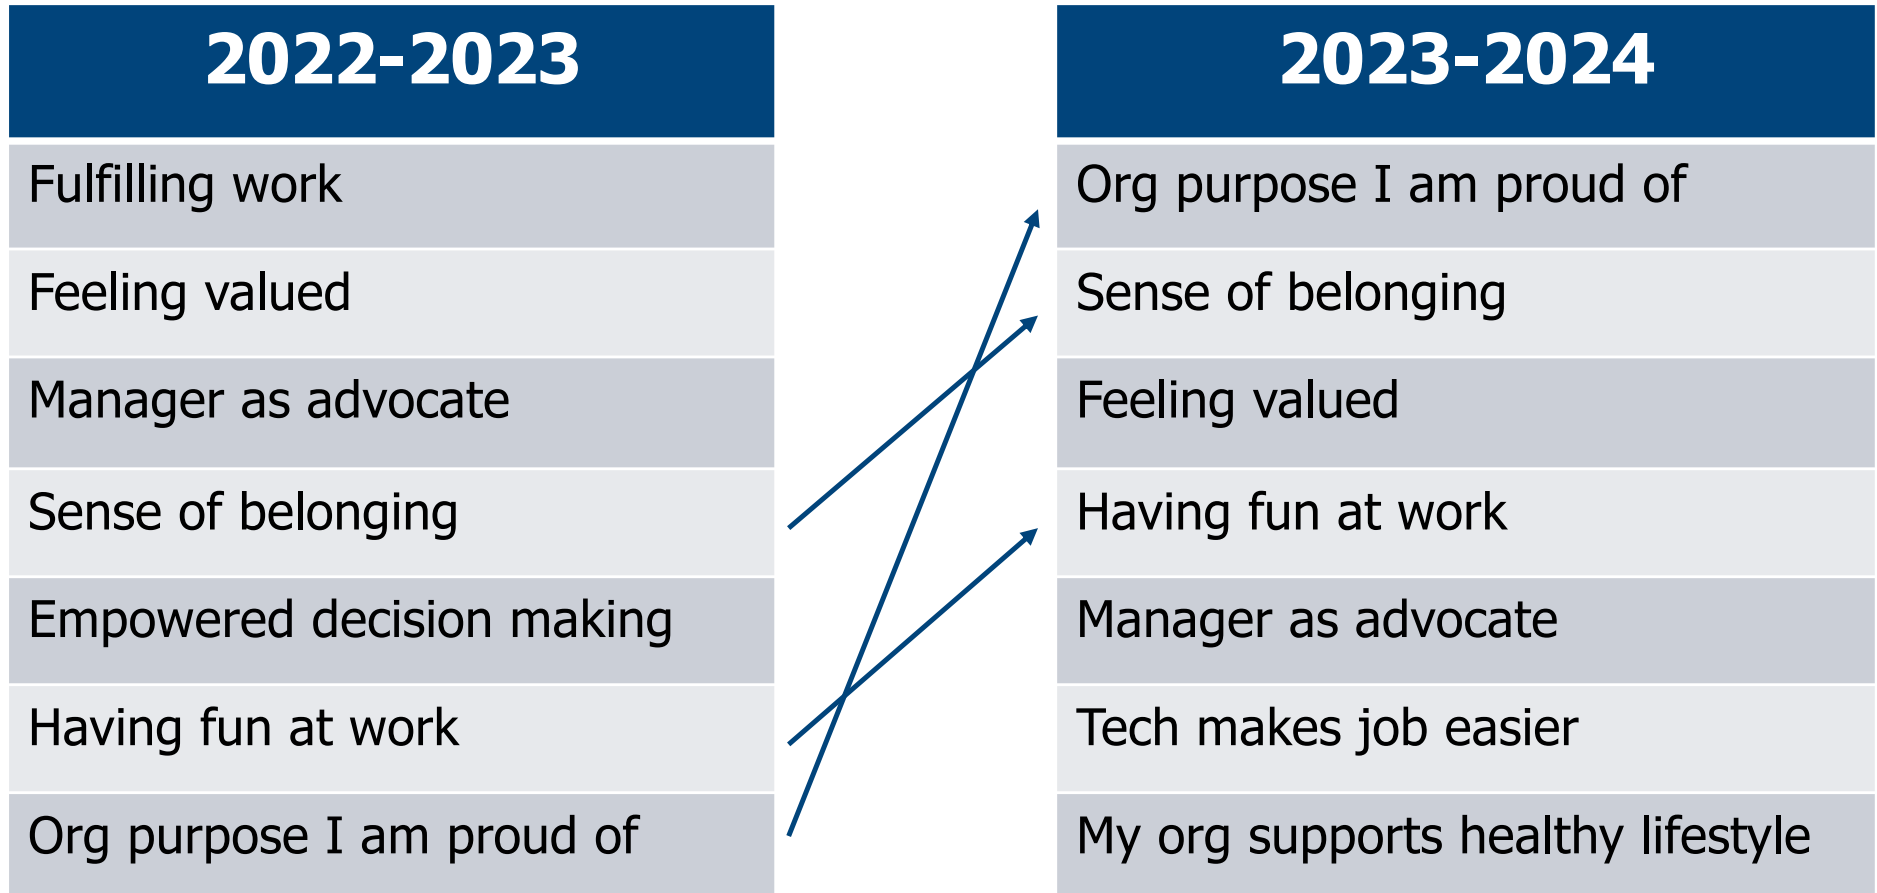 2022-2023
Fulfilling work
Feeling valued
Manager as advocate
Sense of belonging
Empowered decision making
Having fun at work
Org purpose I am proud of
2023-2024
Org purpose I am proud of
Sense of belonging
Feeling valued
Having fun at work
Manager as advocate
Tech makes job easier
My org supports healthy lifestyle